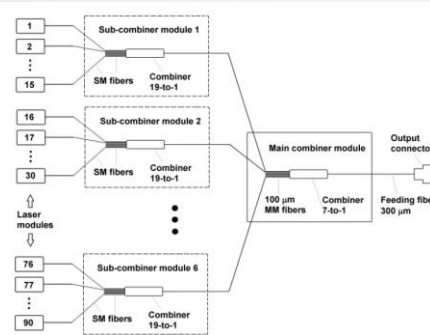 1
2
15
Sub-combiner module 1
SM fibers
Combiner
19-to-1
16
17
30
Sub-combiner module 2
SM fibers
Combiner
19-to-1
Laser
modules
76
77
90
Sub-combiner module 6
SM fibers
Combiner
19-to-1
Main combiner module
100 μm
MM fibers
Combiner
7-to-1
Output
Feeding
300 μm